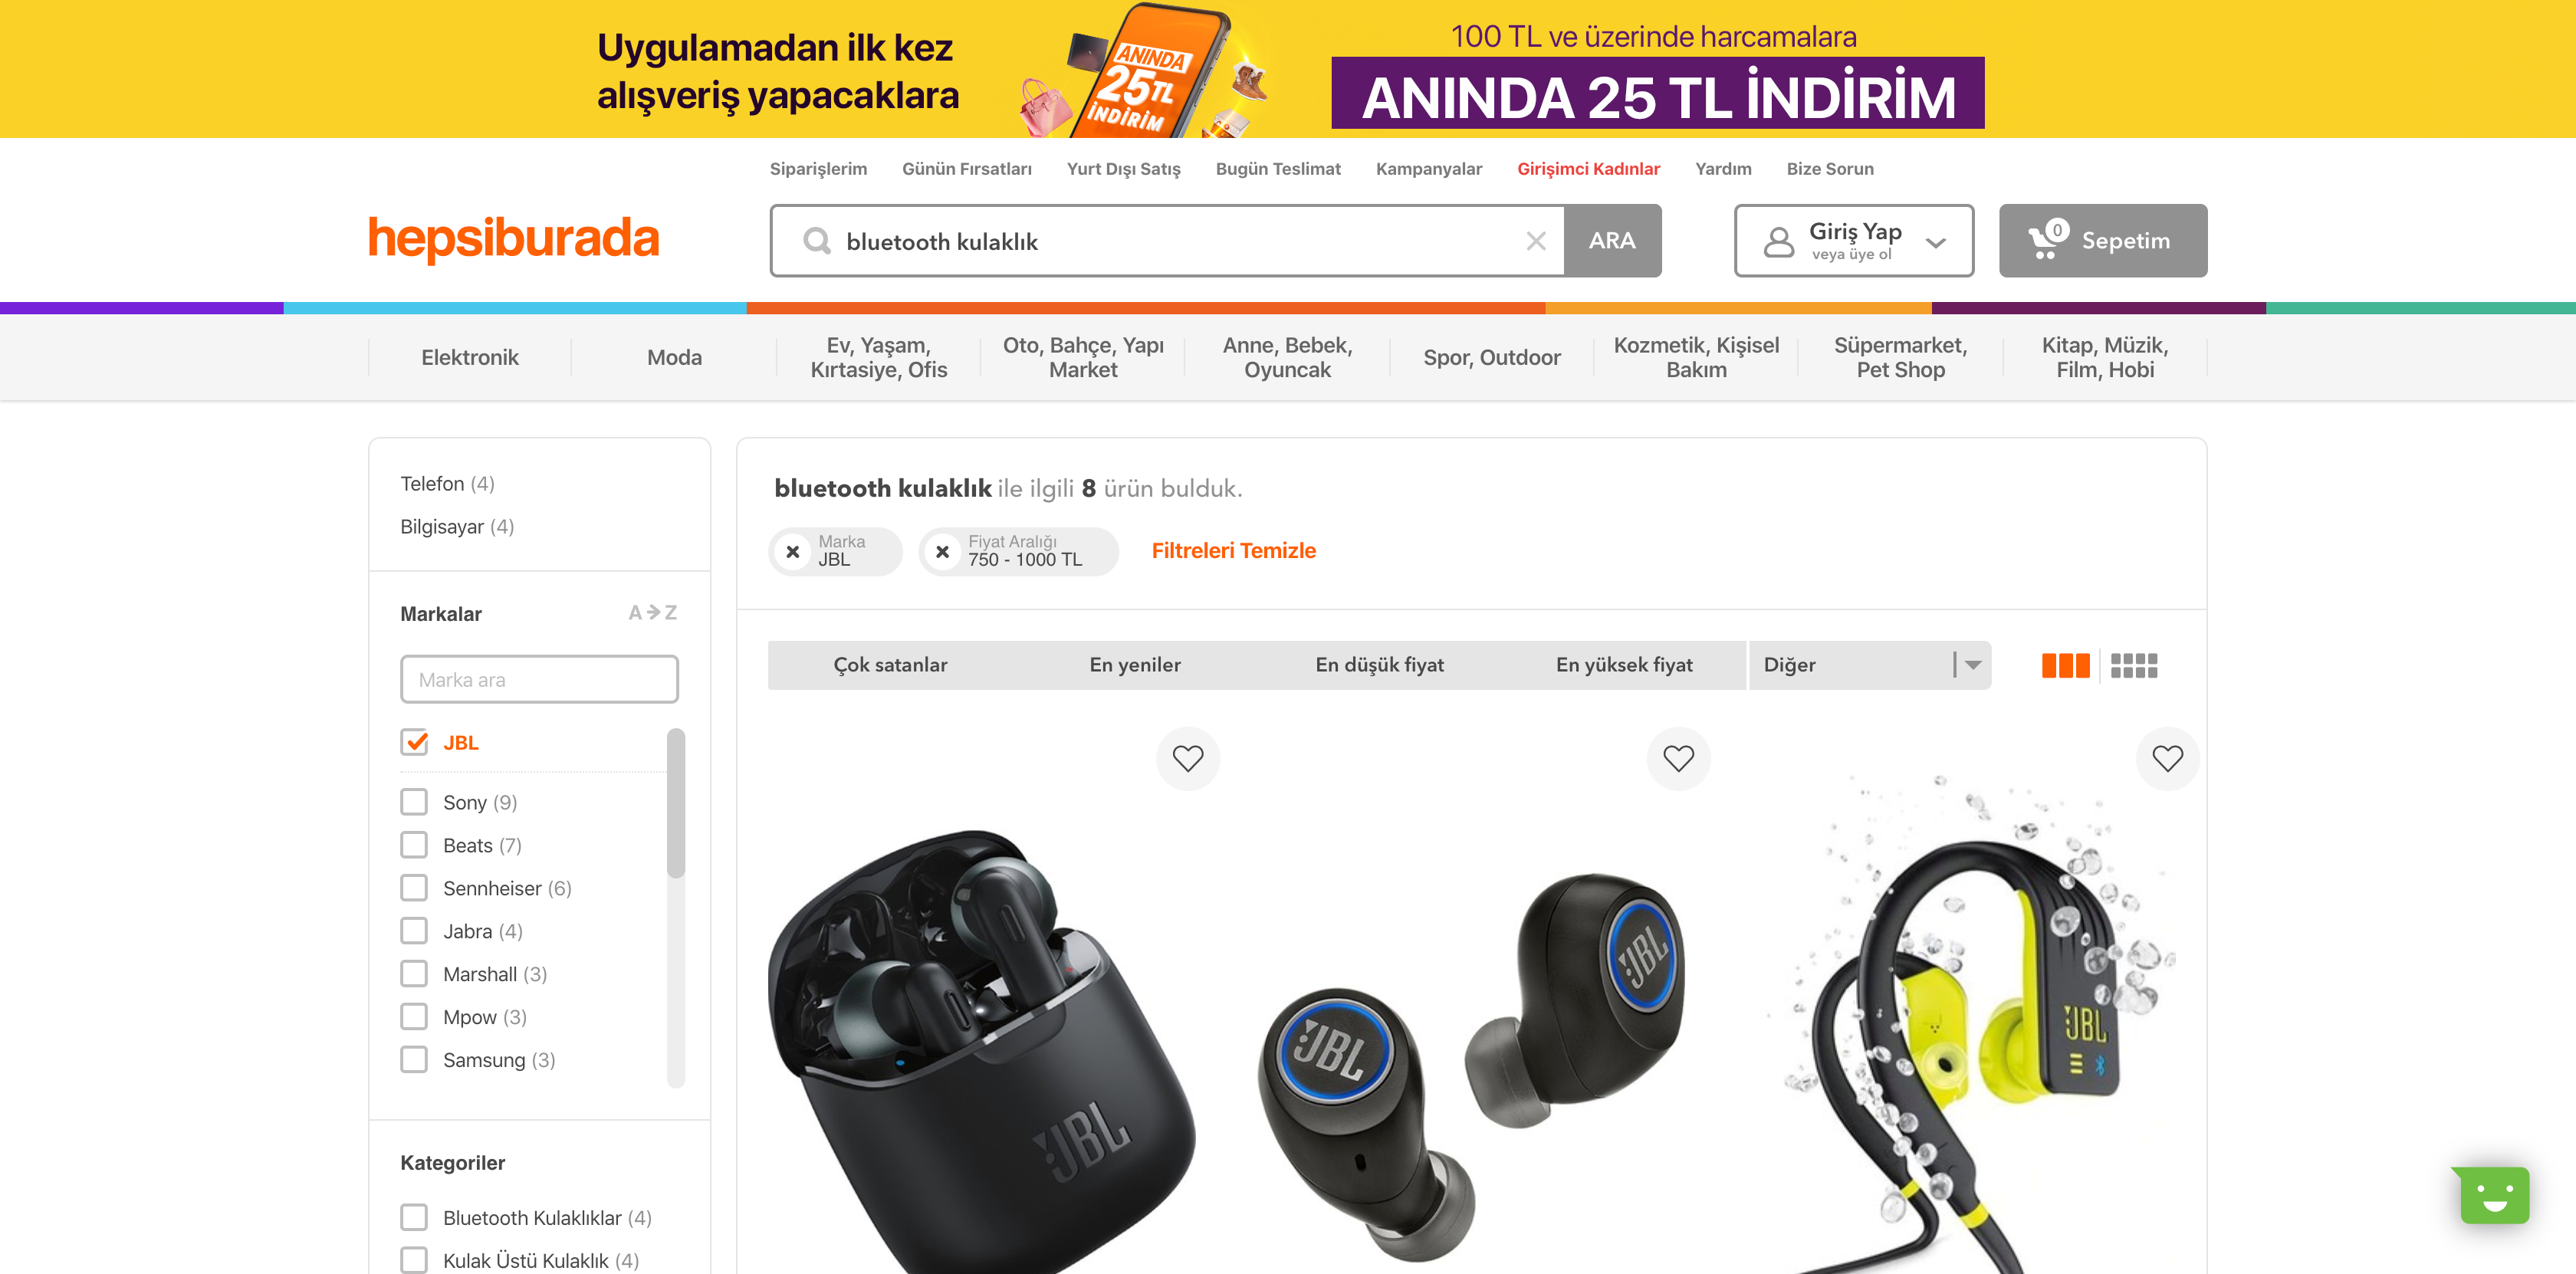 Uygulamadan ilk kez
alışveriş yapacaklara
ANINDA
25 TL
İNDİRİM
100 TL ve üzerinde harcamalara
ANINDA 25 TL İNDİRİM
Siparişlerim Günün Fırsatları Yurt Dışı Satış Bugün Teslimat Kampanyalar Girişimci Kadınlar Yardım Bize Sorun
hepsiburada
bluetooth kulaklık
ARA
Giriş Yap
veya üye ol
0
Sepetim
Elektronik
Moda
Ev, Yaşam,
Kırtasiye, Ofis
Oto, Bahçe, Yapı
Market
Anne, Bebek,
Oyuncak
Spor, Outdoor
Kozmetik, Kişisel
Bakım
Süpermarket,
Pet Shop
Kitap, Müzik,
Film, Hobi
Telefon (4)
Bilgisayar (4)
Markalar A → Z
Marka ara
JBL
Sony (9)
Beats (7)
Sennheiser (6)
Jabra (4)
Marshall (3)
Mpow (3)
Samsung (3)
Kategoriler
Bluetooth Kulaklıklar (4)
Kulak Üstü Kulaklık (4)
bluetooth kulaklık ile ilgili 8 ürün bulduk.
Marka
JBL
Fiyat Aralığı
750 - 1000 TL
Filtreleri Temizle
Çok satanlar En yeniler En düşük fiyat En yüksek fiyat Diğer
JBL
JBL
JBL
JBL